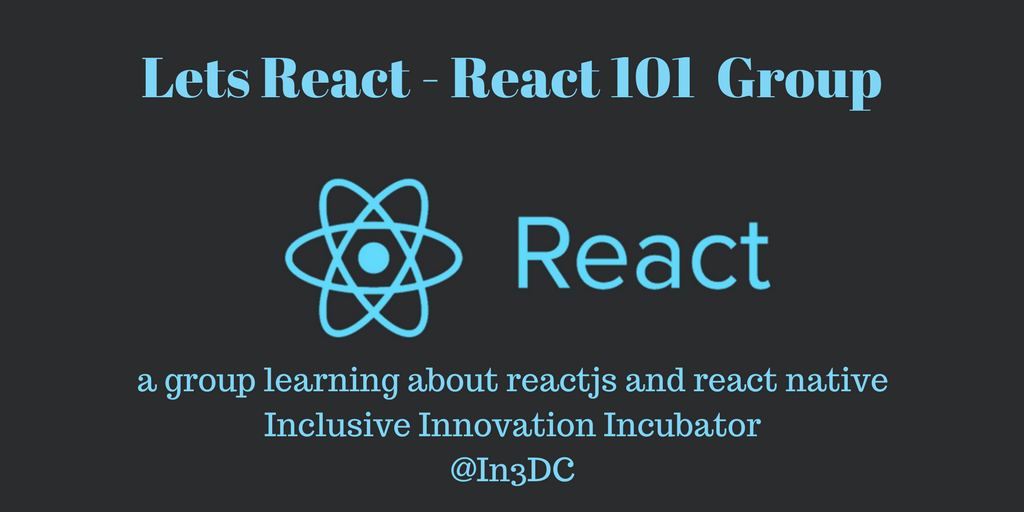 Lets React - React 101 Group
React
a group learning about reactjs and react native
Inclusive Innovation Incubator
@In3DC